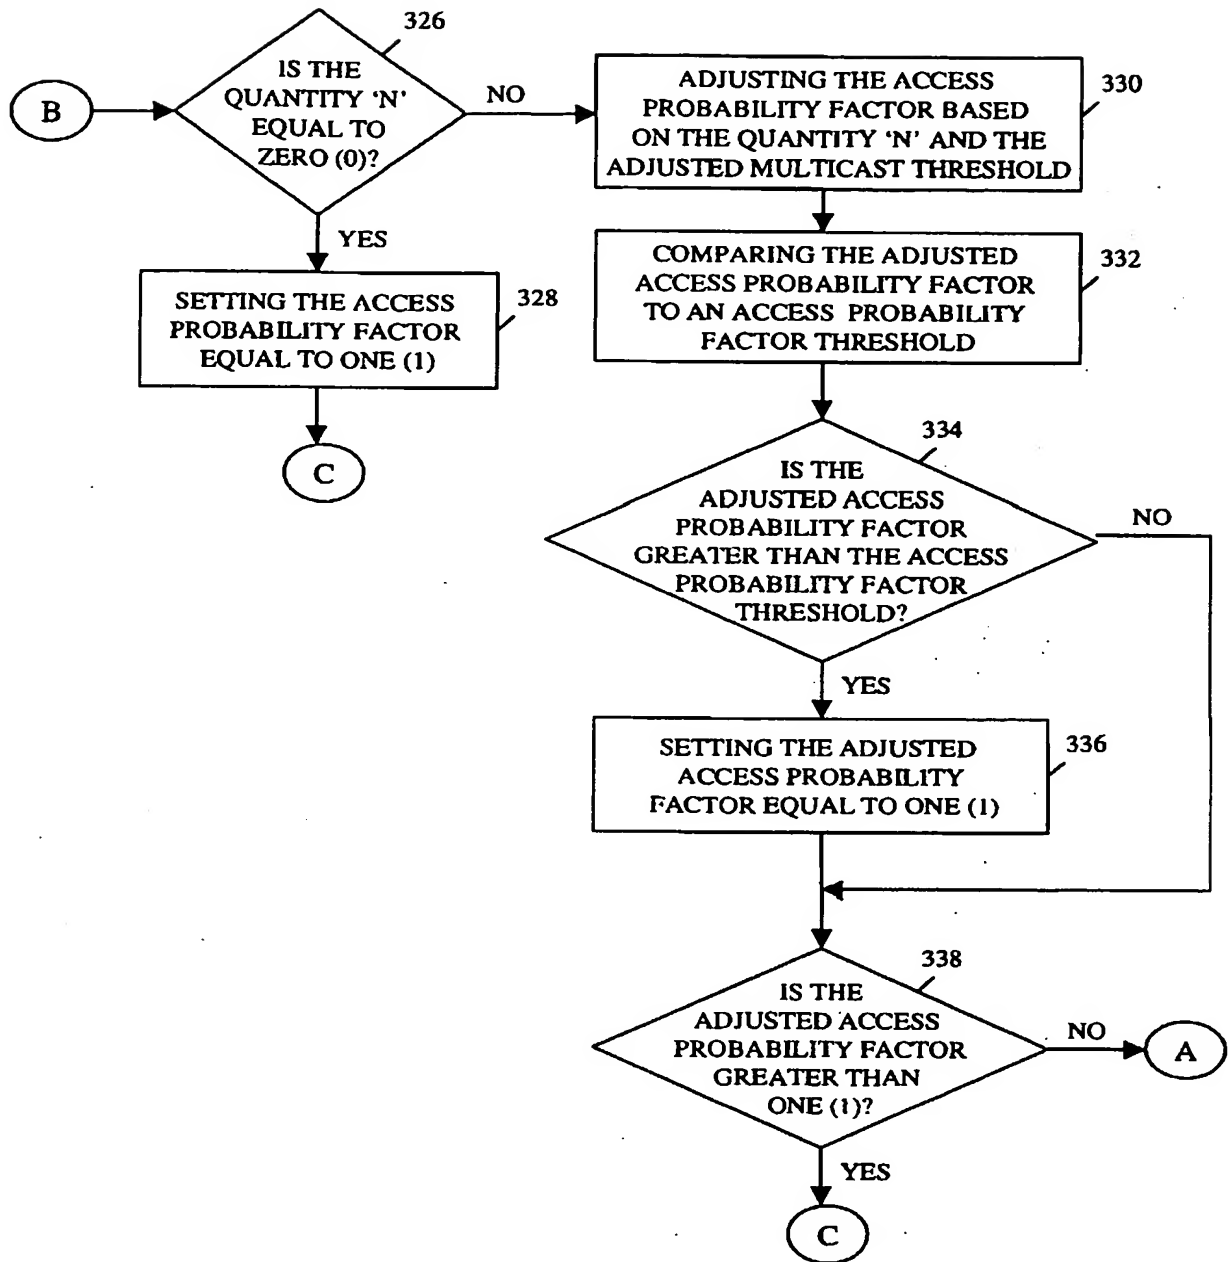 326
IS THE
QUANTITY 'N'
EQUAL TO
ZERO (0)?
B
NO
YES
330
ADJUSTING THE ACCESS
PROBABILITY FACTOR BASED
ON THE QUANTITY 'N' AND THE
ADJUSTED MULTICAST THRESHOLD
328
SETTING THE ACCESS
PROBABILITY FACTOR
EQUAL TO ONE (1)
C
332
COMPARING THE ADJUSTED
ACCESS PROBABILITY FACTOR
TO AN ACCESS PROBABILITY
FACTOR THRESHOLD
334
IS THE
ADJUSTED ACCESS
PROBABILITY FACTOR
GREATER THAN THE ACCESS
PROBABILITY FACTOR
THRESHOLD?
NO
YES
336
SETTING THE ADJUSTED
ACCESS PROBABILITY
FACTOR EQUAL TO ONE (1)
338
IS THE
ADJUSTED ACCESS
PROBABILITY FACTOR
GREATER THAN
ONE (1)?
NO
A
YES
C